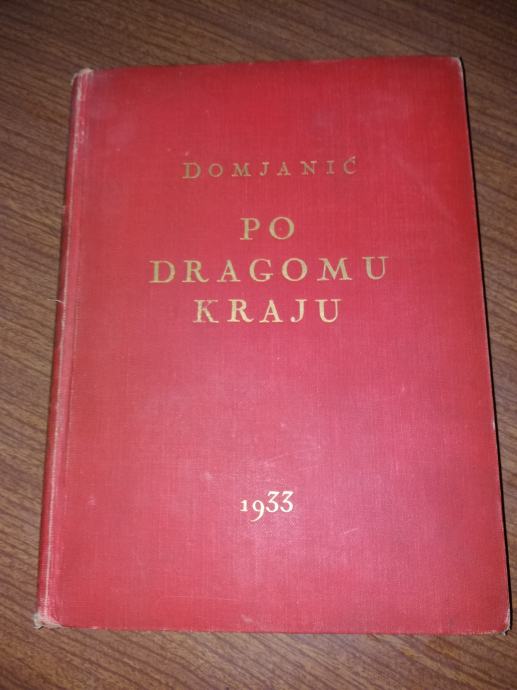 DOMJANIĆ
PO
DRAGOMU
KRAJU
1933